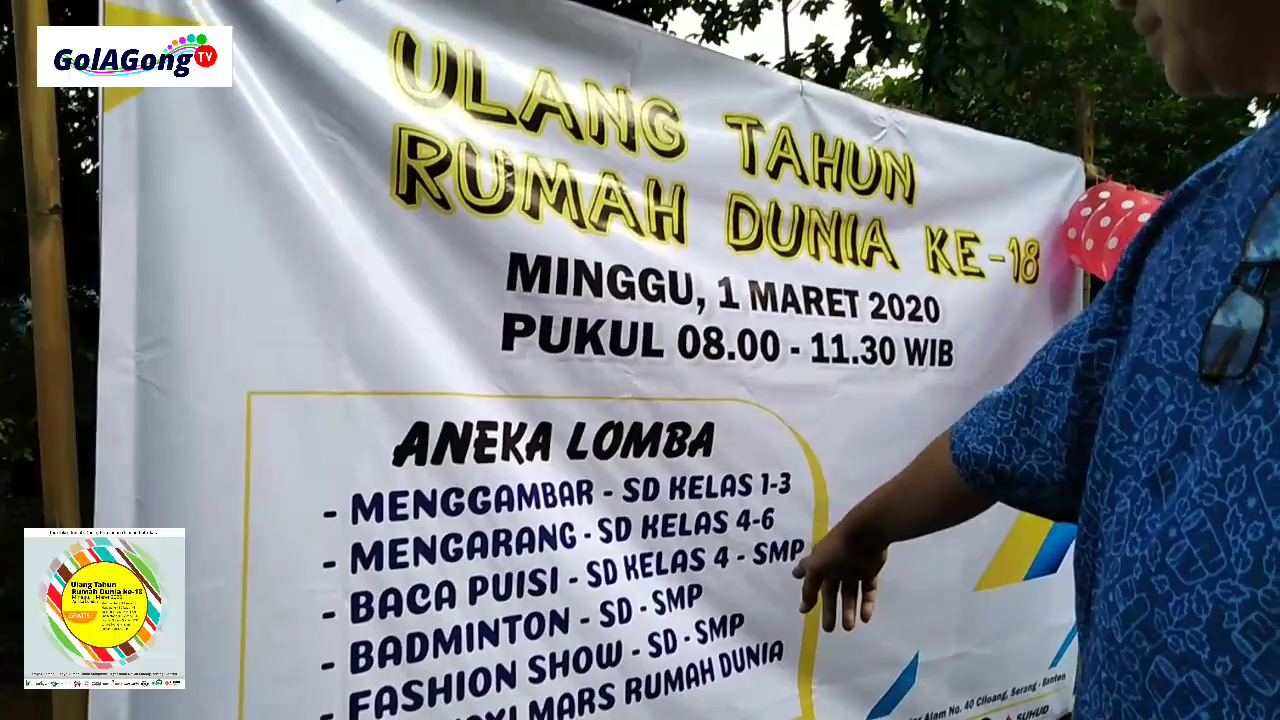 GolAGong TV
ULANG TAHUN
RUMAH DUNIA KE-18
MINGGU, 1 MARET 2020
PUKUL 08.00 - 11.30 WIB
ANEKA LOMBA
- MENGGAMBAR - SD KELAS 1-3
- MENGARANG - SD KELAS 4-6
- BACA PUISI - SD KELAS 4 - SMP
- BADMINTON - SD - SMP
- FASHION SHOW - SD - SMP
MARS RUMAH DUNIA
Alam No. 40 Ciloang, Serang - Banten
SUHUD
Ulang Tahun
Rumah Dunia ke-18
GRATIS!